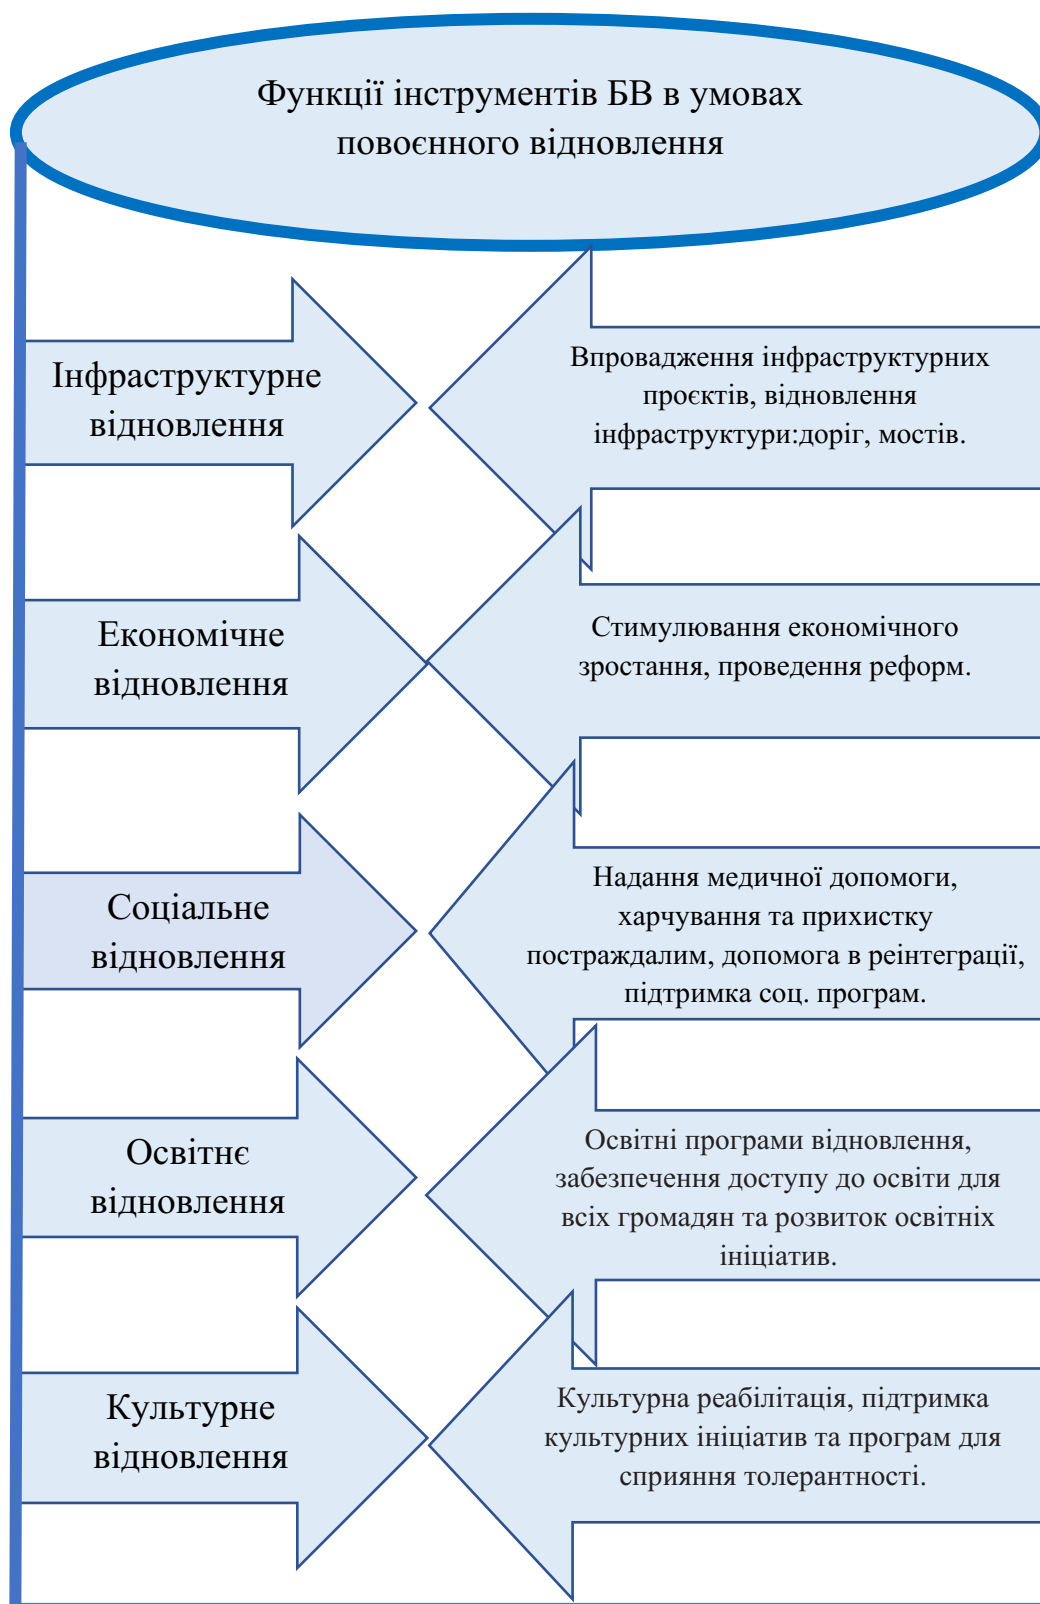 Функції інструментів БВ в умовах
повоєнного відновлення
Інфраструктурне
відновлення
Впровадження інфраструктурних
проєктів, відновлення
інфраструктури:доріг, мостів.
Економічне
відновлення
Стимулювання економічного
зростання, проведення реформ.
Соціальне
відновлення
Надання медичної допомоги,
харчування та прихистку
постраждалим, допомога в реінтеграції,
підтримка соц. програм.
Освітнє
відновлення
Освітні програми відновлення,
забезпечення доступу до освіти для
всіх громадян та розвиток освітніх
ініціатив.
Культурне
відновлення
Культурна реабілітація, підтримка
культурних ініціатив та програм для
сприяння толерантності.